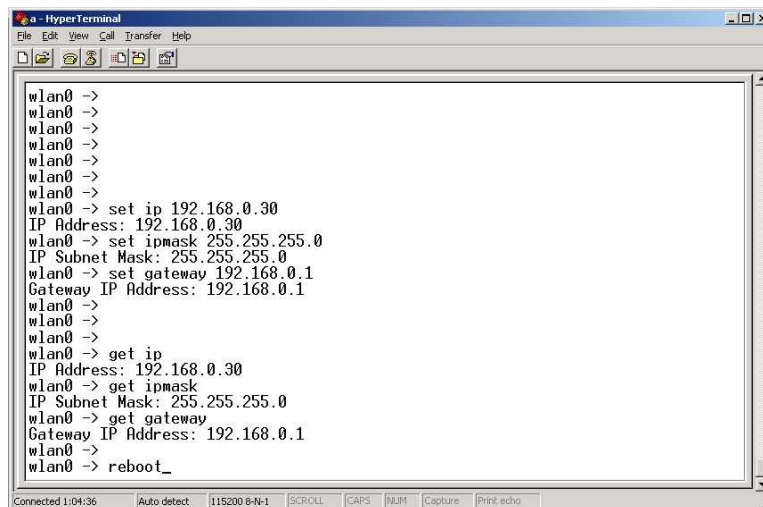 a - HyperTerminal
File Edit View Call Transfer Help
wlan0 ->
wlan0 ->
wlan0 ->
wlan0 ->
wlan0 ->
wlan0 ->
wlan0 ->
wlan0 -> set ip 192.168.0.30
IP Address: 192.168.0.30
wlan0 -> set ipmask 255.255.255.0
IP Subnet Mask: 255.255.255.0
wlan0 -> set gateway 192.168.0.1
Gateway IP Address: 192.168.0.1
wlan0 ->
wlan0 ->
wlan0 ->
wlan0 -> get ip
IP Address: 192.168.0.30
wlan0 -> get ipmask
IP Subnet Mask: 255.255.255.0
wlan0 -> get gateway
Gateway IP Address: 192.168.0.1
wlan0 ->
wlan0 -> reboot_
Connected 1:04:36 Auto detect 115200 8-N-1 SCROLL CAPS NUM Capture Print echo